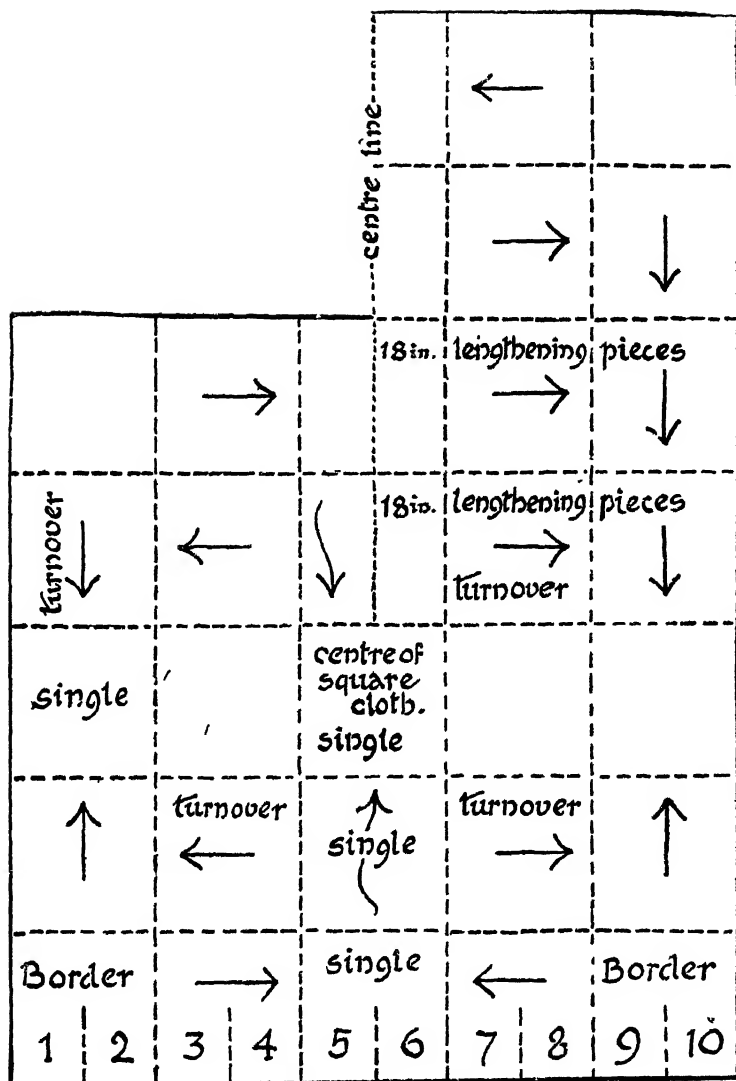 centre line
18in. lengthening pieces
18in. lengthening pieces
turnover
turnover
single
centre of
square
cloth.
single
turnover
single
turnover
Border
single
Border
1 2 3 4 5 6 7 8 9 10